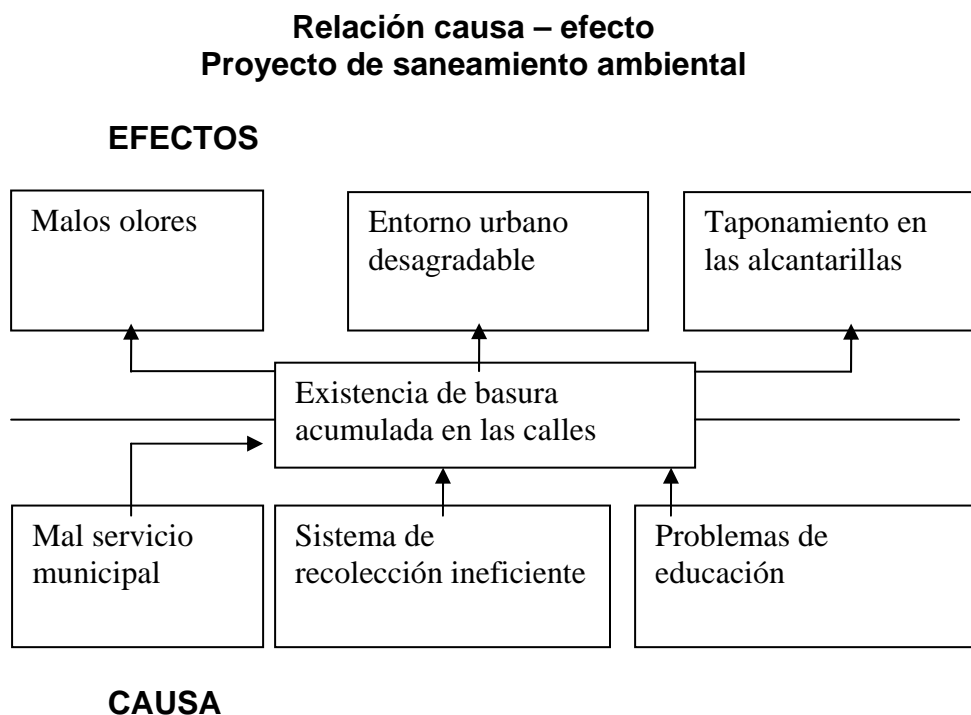 Relación causa – efecto
Proyecto de saneamiento ambiental
EFECTOS
Malos olores
Entorno urbano
desagradable
Taponamiento en
las alcantarillas
Existencia de basura
acumulada en las calles
Mal servicio
municipal
Sistema de
recolección ineficiente
Problemas de
educación
CAUSA